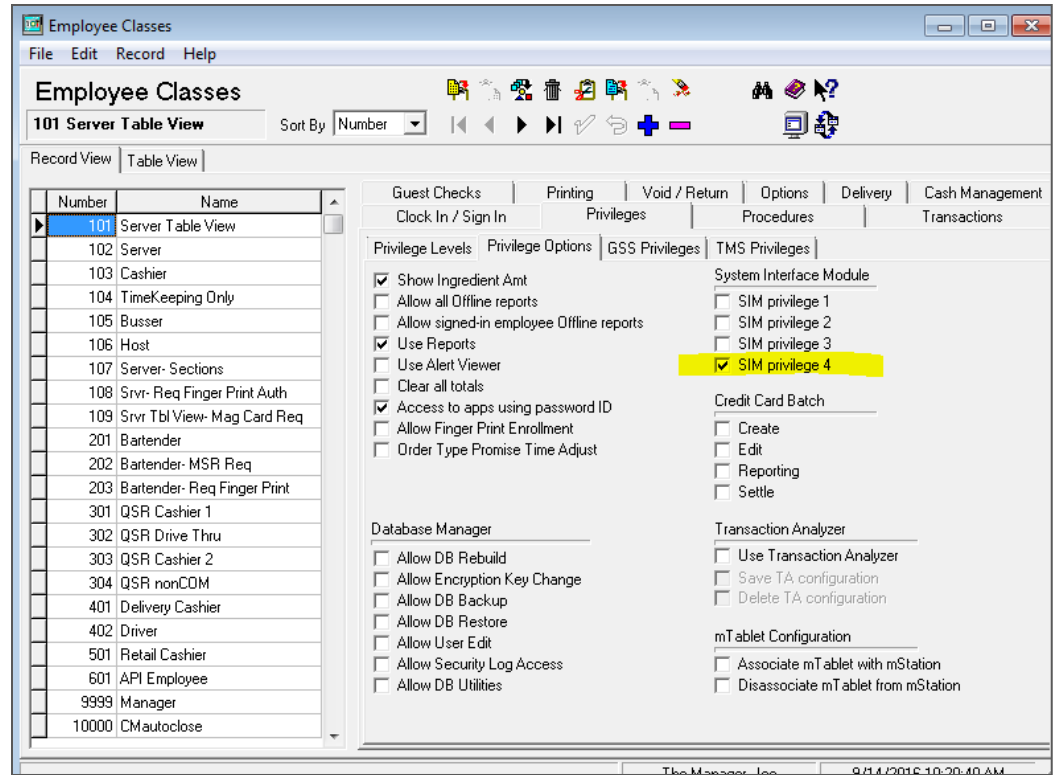 Employee Classes
File Edit Record Help
Employee Classes
101 Server Table View
Sort By Number
Record View Table View
Number Name
101 Server Table View
102 Server
103 Cashier
104 TimeKeeping Only
105 Busser
106 Host
107 Server- Sections
108 Srvr- Req Finger Print Auth
109 Srvr Tbl View- Mag Card Req
201 Bartender
202 Bartender- MSR Req
203 Bartender- Req Finger Print
301 QSR Cashier 1
302 QSR Drive Thru
303 QSR Cashier 2
304 QSR nonCOM
401 Delivery Cashier
402 Driver
501 Retail Cashier
601 API Employee
9999 Manager
10000 CMautoclose
Guest Checks Printing Void / Return Options Delivery Cash Management
Clock In / Sign In Privileges Procedures Transactions
Privilege Levels Privilege Options GSS Privileges TMS Privileges
Show Ingredient Amt
Allow all Offline reports
Allow signed-in employee Offline reports
Use Reports
Use Alert Viewer
Clear all totals
Access to apps using password ID
Allow Finger Print Enrollment
Order Type Promise Time Adjust
System Interface Module
SIM privilege 1
SIM privilege 2
SIM privilege 3
SIM privilege 4
Credit Card Batch
Create
Edit
Reporting
Settle
Database Manager
Allow DB Rebuild
Allow Encryption Key Change
Allow DB Backup
Allow DB Restore
Allow User Edit
Allow Security Log Access
Allow DB Utilities
Transaction Analyzer
Use Transaction Analyzer
Save TA configuration
Delete TA configuration
mTablet Configuration
Associate mTablet with mStation
Disassociate mTablet from mStation
The Manager, Joe 9/14/2016 10:20:40 AM